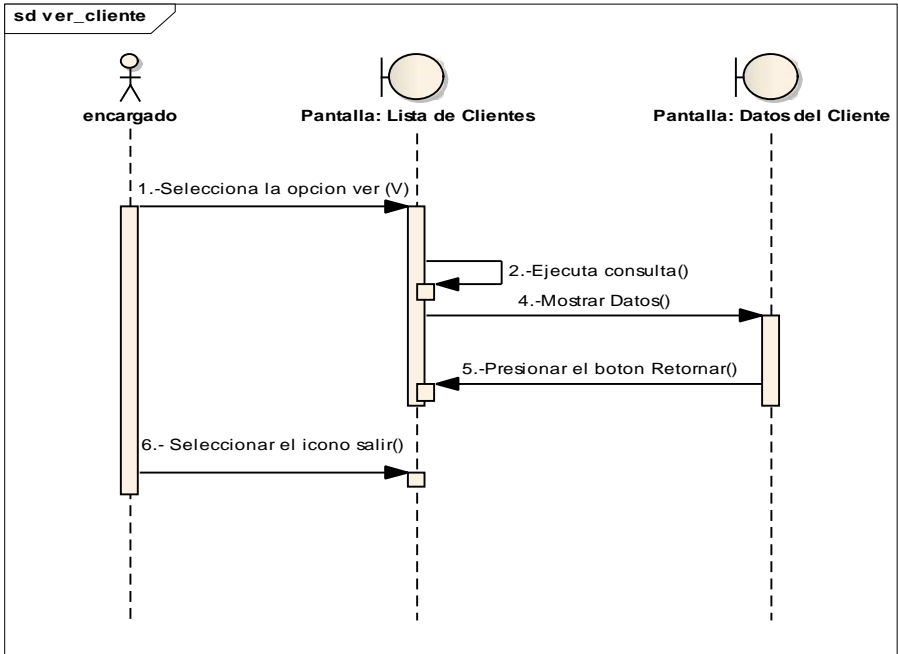 sd ver_cliente
encargado
Pantalla: Lista de Clientes
Pantalla: Datos del Cliente
1.-Selecciona la opcion ver (V)
2.-Ejecuta consulta()
4.-Mostrar Datos()
5.-Presionar el boton Retornar()
6.- Seleccionar el icono salir()